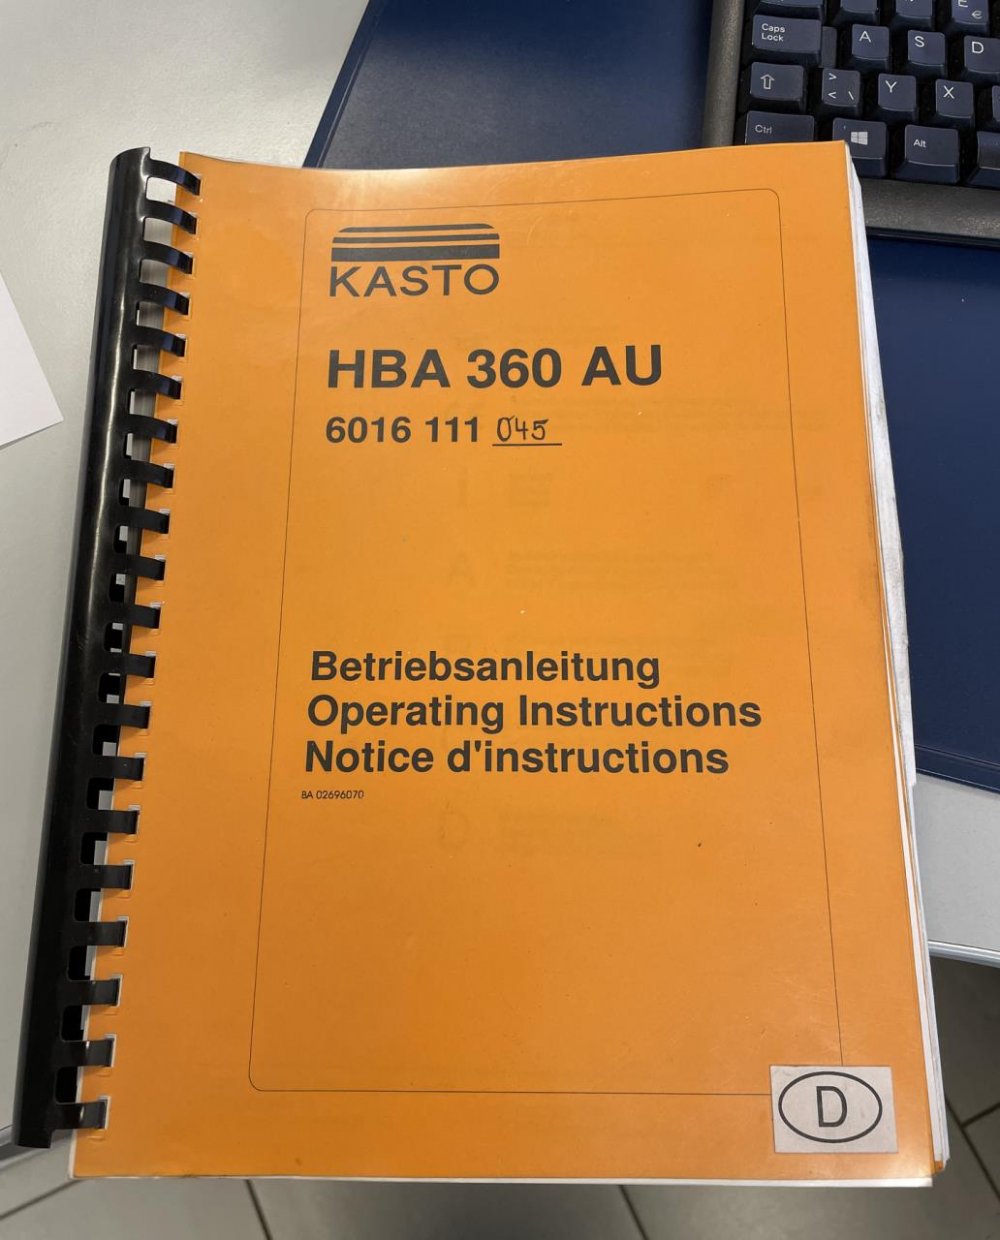 Caps
Lock
A
S
D
E
€
>
< \
Y
X
Ctrl
Alt
KASTO
HBA 360 AU
6016 111 045
Betriebsanleitung
Operating Instructions
Notice d'instructions
BA 02696070
D